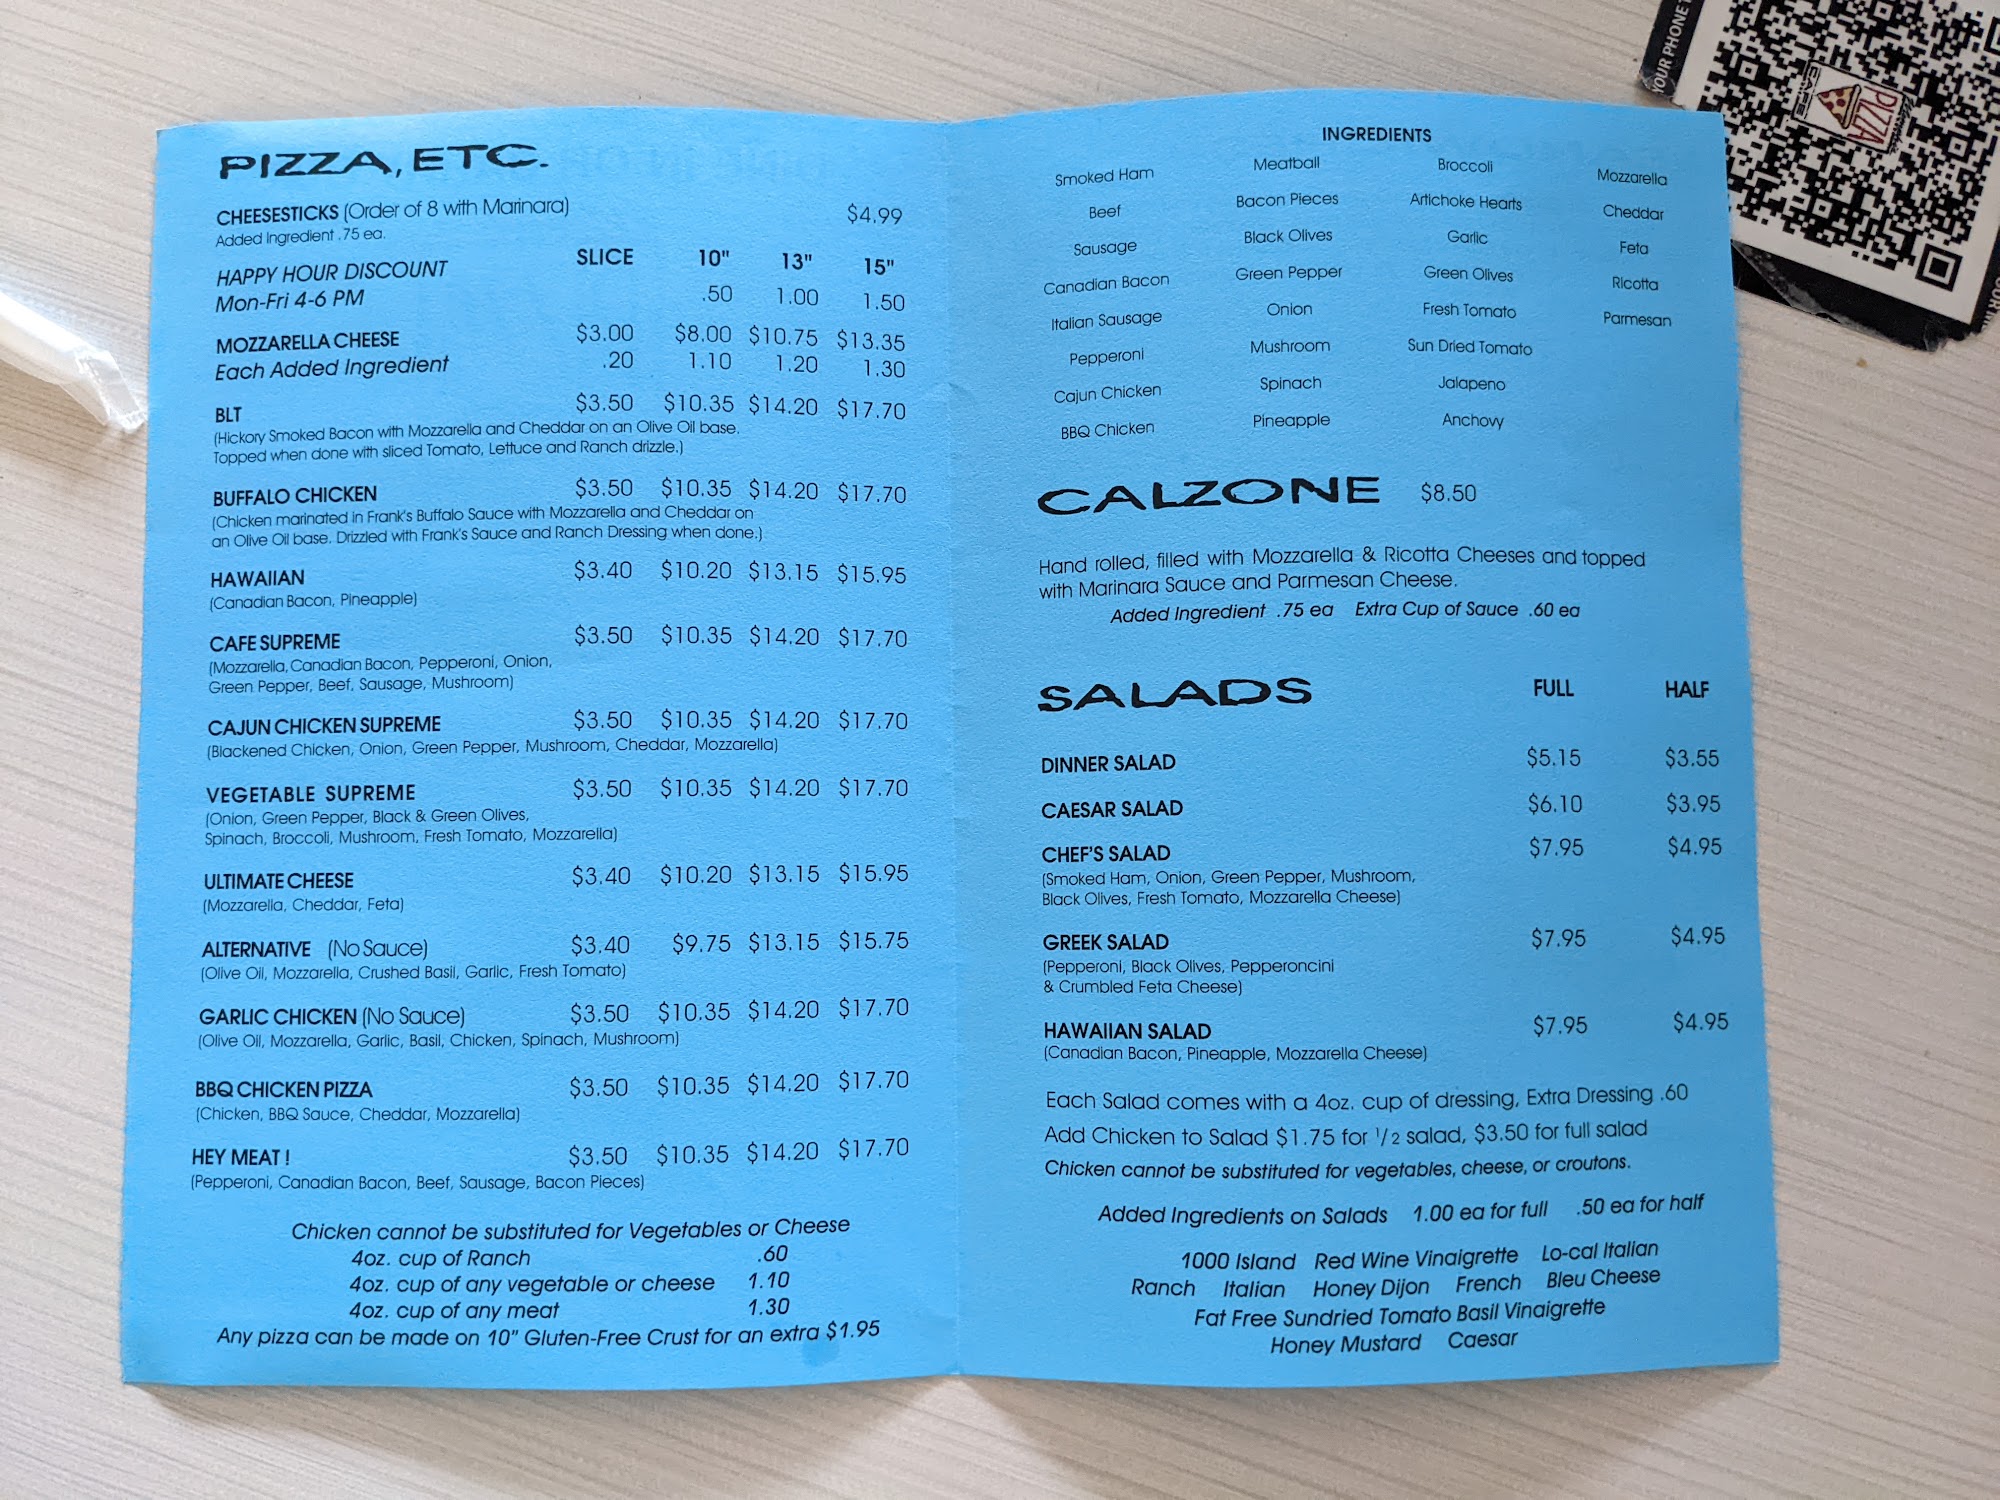 PIZZA, ETC.
CHEESESTICKS (Order of 8 with Marinara) $4.99
Added Ingredient .75 ea.
SLICE 10" 13" 15"
HAPPY HOUR DISCOUNT
Mon-Fri 4-6 PM .50 1.00 1.50
MOZZARELLA CHEESE $3.00 $8.00 $10.75 $13.35
Each Added Ingredient .20 1.10 1.20 1.30
BLT $3.50 $10.35 $14.20 $17.70
(Hickory Smoked Bacon with Mozzarella and Cheddar on an Olive Oil base.
Topped when done with sliced Tomato, Lettuce and Ranch drizzle.)
BUFFALO CHICKEN $3.50 $10.35 $14.20 $17.70
(Chicken marinated in Frank's Buffalo Sauce with Mozzarella and Cheddar on
an Olive Oil base. Drizzled with Frank's Sauce and Ranch Dressing when done.)
HAWAIIAN $3.40 $10.20 $13.15 $15.95
(Canadian Bacon, Pineapple)
CAFE SUPREME $3.50 $10.35 $14.20 $17.70
(Mozzarella, Canadian Bacon, Pepperoni, Onion,
Green Pepper, Beef, Sausage, Mushroom)
CAJUN CHICKEN SUPREME $3.50 $10.35 $14.20 $17.70
(Blackened Chicken, Onion, Green Pepper, Mushroom, Cheddar, Mozzarella)
VEGETABLE SUPREME $3.50 $10.35 $14.20 $17.70
(Onion, Green Pepper, Black & Green Olives,
Spinach, Broccoli, Mushroom, Fresh Tomato, Mozzarella)
ULTIMATE CHEESE $3.40 $10.20 $13.15 $15.95
(Mozzarella, Cheddar, Feta)
ALTERNATIVE (No Sauce) $3.40 $9.75 $13.15 $15.75
(Olive Oil, Mozzarella, Crushed Basil, Garlic, Fresh Tomato)
GARLIC CHICKEN (No Sauce) $3.50 $10.35 $14.20 $17.70
(Olive Oil, Mozzarella, Garlic, Basil, Chicken, Spinach, Mushroom)
BBQ CHICKEN PIZZA $3.50 $10.35 $14.20 $17.70
(Chicken, BBQ Sauce, Cheddar, Mozzarella)
HEY MEAT ! $3.50 $10.35 $14.20 $17.70
(Pepperoni, Canadian Bacon, Beef, Sausage, Bacon Pieces)
Chicken cannot be substituted for Vegetables or Cheese
4oz. cup of Ranch .60
4oz. cup of any vegetable or cheese 1.10
4oz. cup of any meat 1.30
Any pizza can be made on 10" Gluten-Free Crust for an extra $1.95
INGREDIENTS
Smoked Ham Meatball Broccoli Mozzarella
Beef Bacon Pieces Artichoke Hearts Cheddar
Sausage Black Olives Garlic Feta
Canadian Bacon Green Pepper Green Olives Ricotta
Italian Sausage Onion Fresh Tomato Parmesan
Pepperoni Mushroom Sun Dried Tomato
Cajun Chicken Spinach Jalapeno
BBQ Chicken Pineapple Anchovy
CALZONE $8.50
Hand rolled, filled with Mozzarella & Ricotta Cheeses and topped
with Marinara Sauce and Parmesan Cheese.
Added Ingredient .75 ea Extra Cup of Sauce .60 ea
SALADS FULL HALF
DINNER SALAD $5.15 $3.55
CAESAR SALAD $6.10 $3.95
CHEF'S SALAD $7.95 $4.95
(Smoked Ham, Onion, Green Pepper, Mushroom,
Black Olives, Fresh Tomato, Mozzarella Cheese)
GREEK SALAD $7.95 $4.95
(Pepperoni, Black Olives, Pepperoncini
& Crumbled Feta Cheese)
HAWAIIAN SALAD $7.95 $4.95
(Canadian Bacon, Pineapple, Mozzarella Cheese)
Each Salad comes with a 4oz. cup of dressing, Extra Dressing .60
Add Chicken to Salad $1.75 for 1/2 salad, $3.50 for full salad
Chicken cannot be substituted for vegetables, cheese, or croutons.
Added Ingredients on Salads 1.00 ea for full .50 ea for half
1000 Island Red Wine Vinaigrette Lo-cal Italian
Ranch Italian Honey Dijon French Bleu Cheese
Fat Free Sundried Tomato Basil Vinaigrette
Honey Mustard Caesar
YOUR PHONE
PIZZA
CAFE